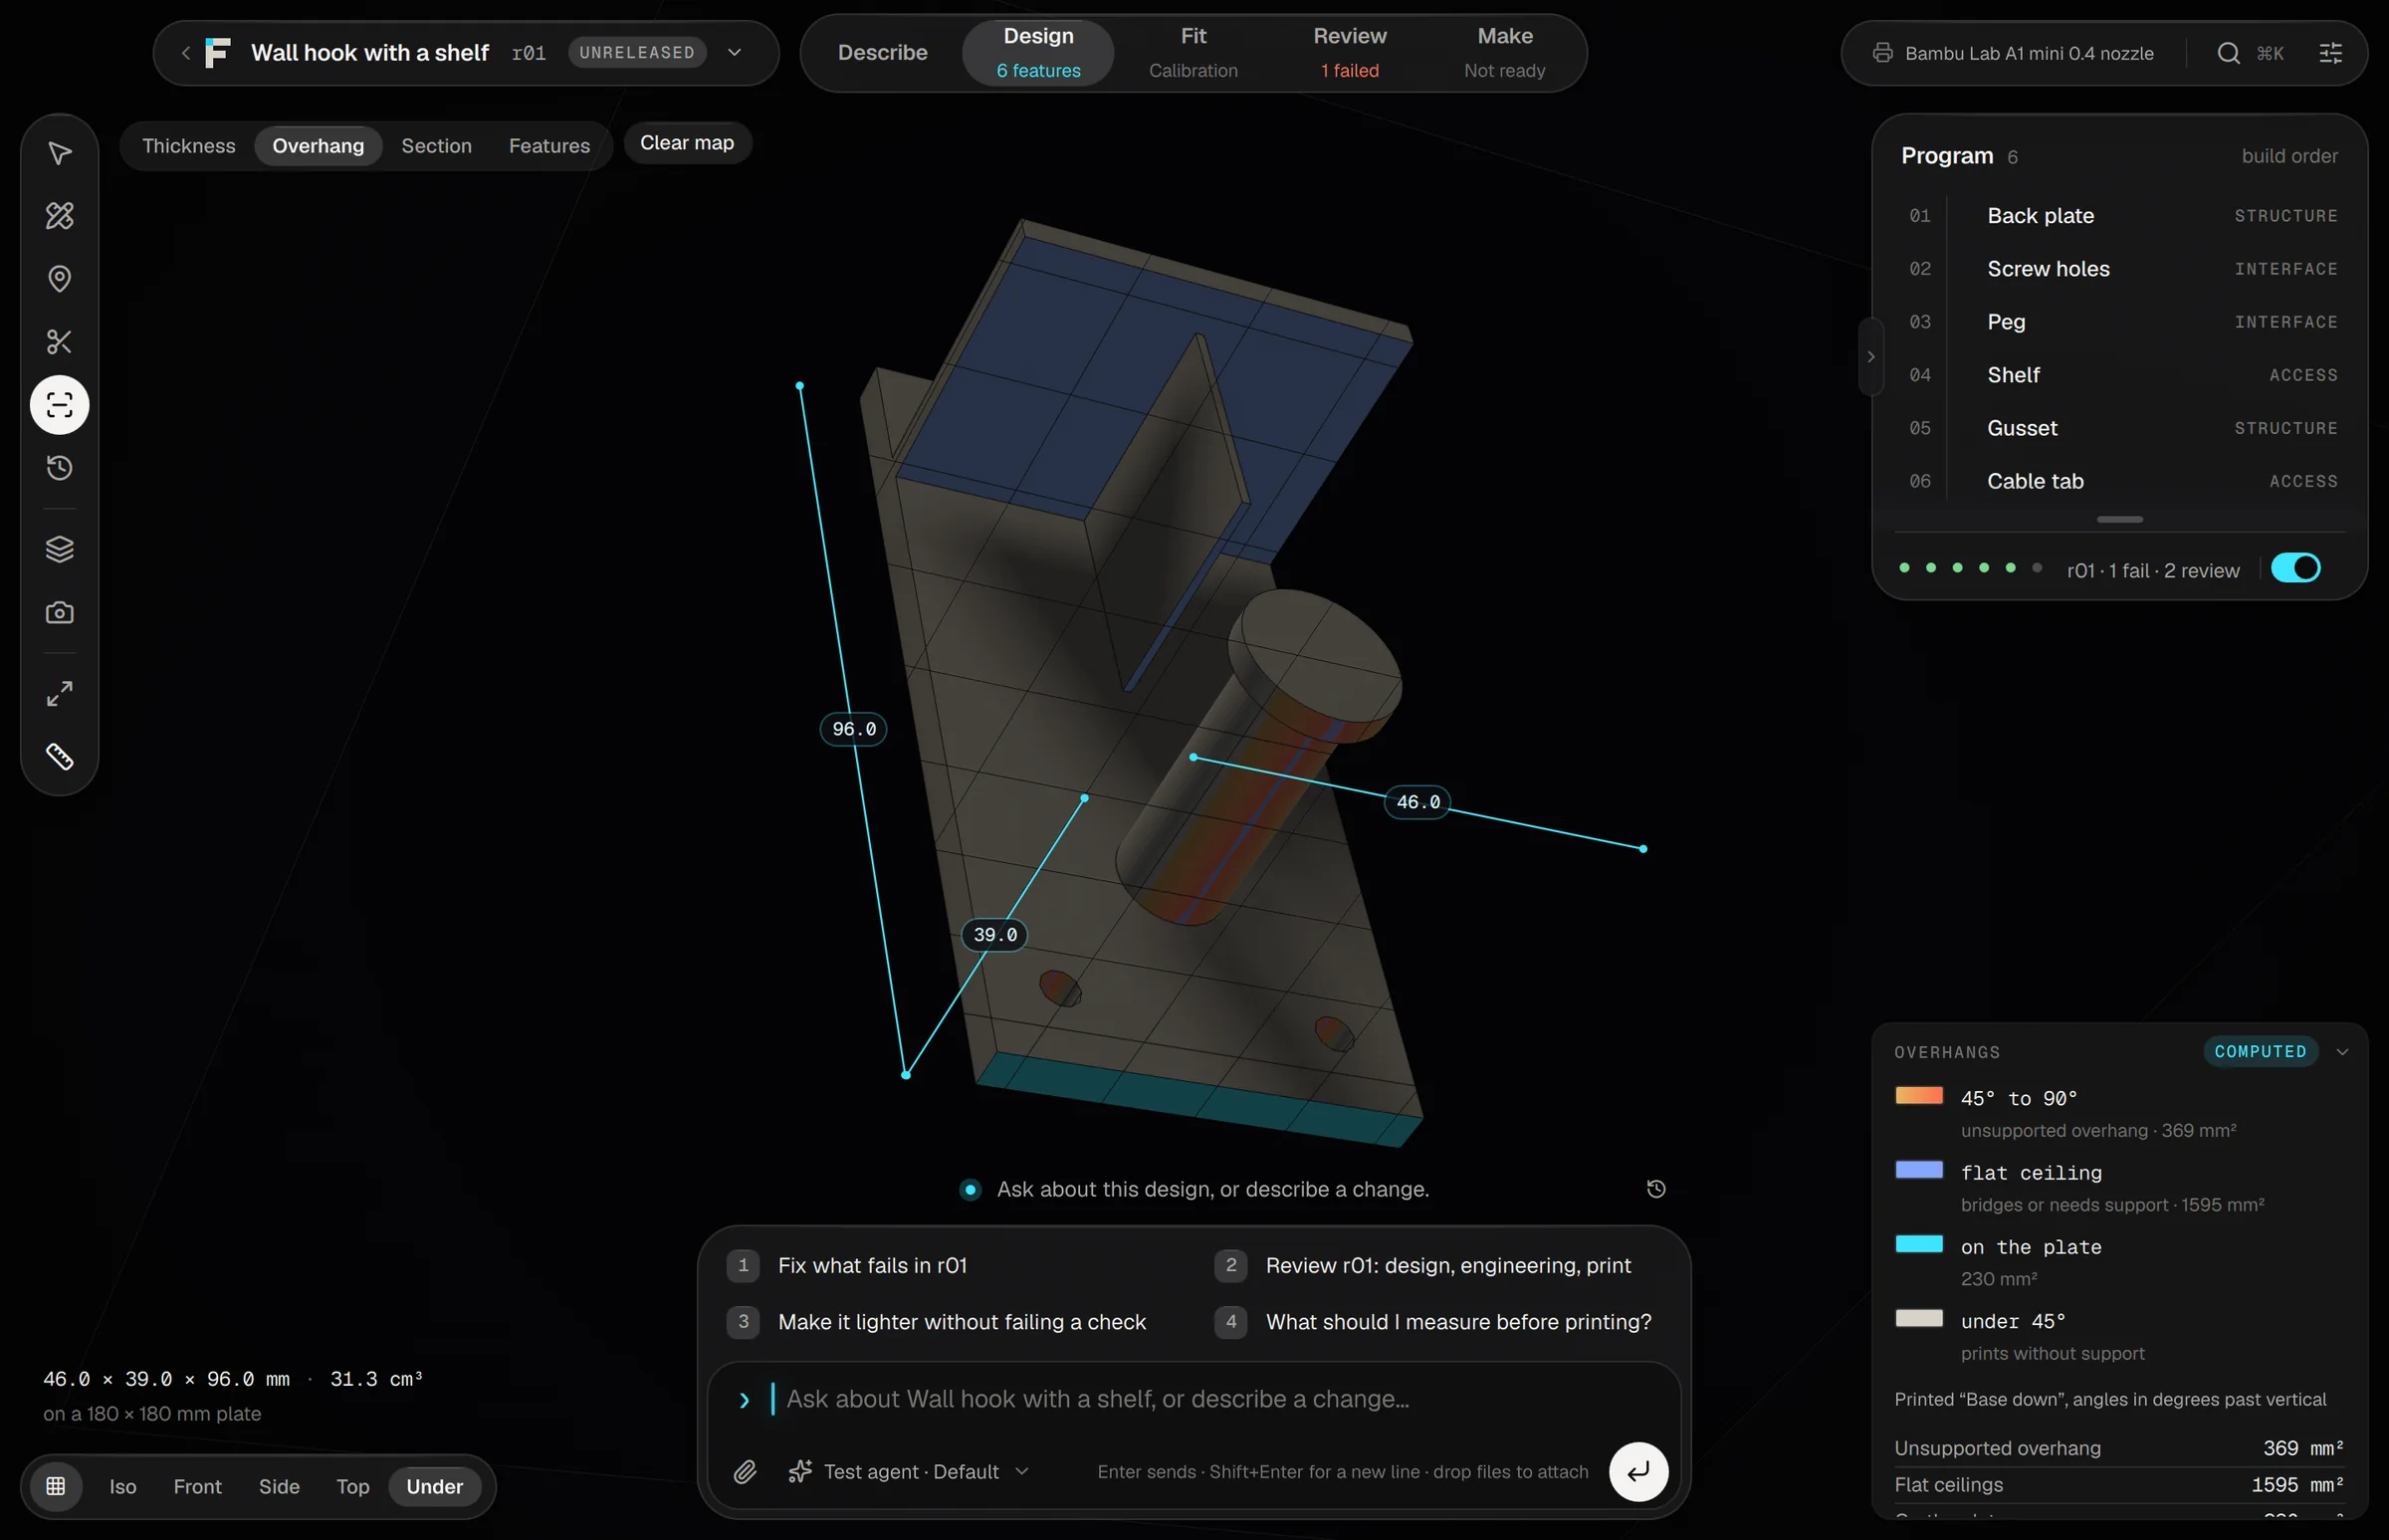 Wall hook with a shelf r01 UNRELEASED
Describe
Design
6 features
Fit
Calibration
Review
1 failed
Make
Not ready
Bambu Lab A1 mini 0.4 nozzle
⌘K
Thickness Overhang Section Features Clear map
Program 6 build order
01 Back plate STRUCTURE
02 Screw holes INTERFACE
03 Peg INTERFACE
04 Shelf ACCESS
05 Gusset STRUCTURE
06 Cable tab ACCESS
r01 · 1 fail · 2 review
96.0
46.0
39.0
OVERHANGS COMPUTED
45° to 90°
unsupported overhang · 369 mm²
flat ceiling
bridges or needs support · 1595 mm²
on the plate
230 mm²
under 45°
prints without support
Printed “Base down”, angles in degrees past vertical
Unsupported overhang 369 mm²
Flat ceilings 1595 mm²
Ask about this design, or describe a change.
1 Fix what fails in r01
2 Review r01: design, engineering, print
3 Make it lighter without failing a check
4 What should I measure before printing?
Ask about Wall hook with a shelf, or describe a change...
Test agent · Default
Enter sends · Shift+Enter for a new line · drop files to attach
46.0 × 39.0 × 96.0 mm · 31.3 cm³
on a 180 × 180 mm plate
Iso Front Side Top Under